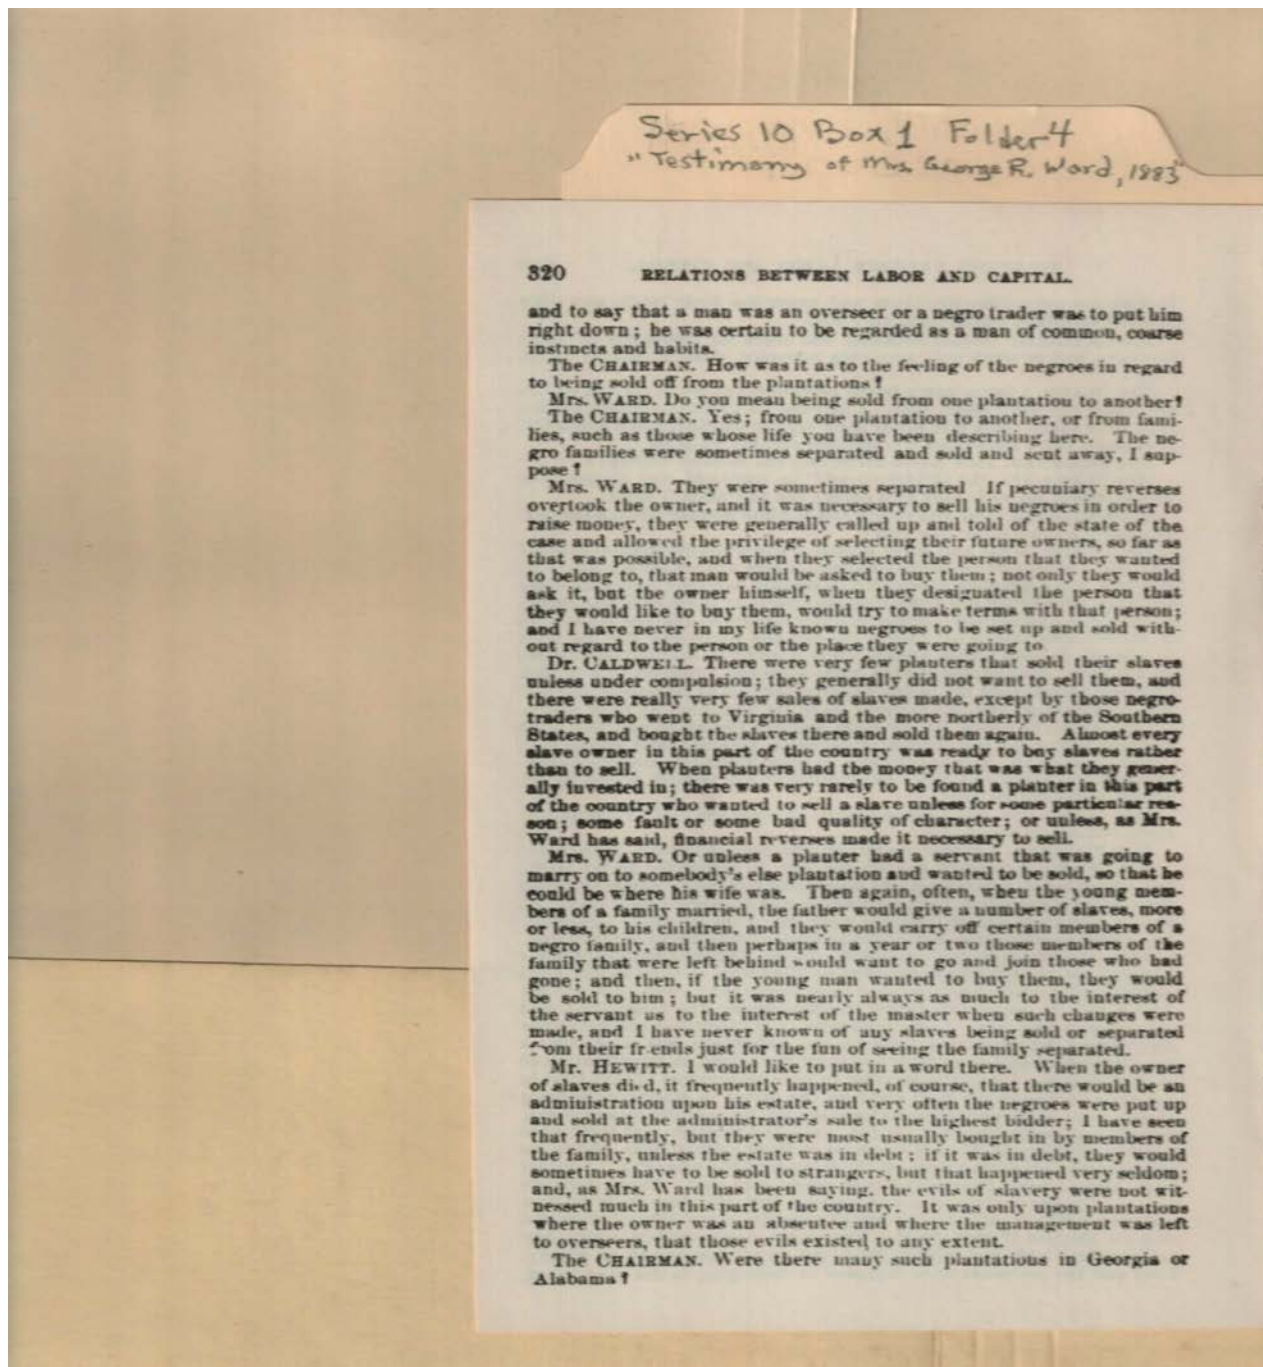 Series 10 Box 1 Folder 4
"Testimony of Mrs. George R. Ward, 1883"
320 RELATIONS BETWEEN LABOR AND CAPITAL.
and to say that a man was an overseer or a negro trader was to put him
right down; he was certain to be regarded as a man of common, coarse
instincts and habits.
The CHAIRMAN. How was it as to the feeling of the negroes in regard
to being sold off from the plantations?
Mrs. WARD. Do you mean being sold from one plantation to another?
The CHAIRMAN. Yes; from one plantation to another, or from fami-
lies, such as those whose life you have been describing here. The ne-
gro families were sometimes separated and sold and sent away, I sup-
pose?
Mrs. WARD. They were sometimes separated If pecuniary reverses
overtook the owner, and it was necessary to sell his negroes in order to
raise money, they were generally called up and told of the state of the
case and allowed the privilege of selecting their future owners, so far as
that was possible, and when they selected the person that they wanted
to belong to, that man would be asked to buy them; not only they would
ask it, but the owner himself, when they designated the person that
they would like to buy them, would try to make terms with that person;
and I have never in my life known negroes to be set up and sold with-
out regard to the person or the place they were going to
Dr. CALDWELL. There were very few planters that sold their slaves
unless under compulsion; they generally did not want to sell them, and
there were really very few sales of slaves made, except by those negro-
traders who went to Virginia and the more northerly of the Southern
States, and bought the slaves there and sold them again. Almost every
slave owner in this part of the country was ready to buy slaves rather
than to sell. When planters had the money that was what they gener-
ally invested in; there was very rarely to be found a planter in this part
of the country who wanted to sell a slave unless for some particular rea-
son; some fault or some bad quality of character; or unless, as Mrs.
Ward has said, financial reverses made it necessary to sell.
Mrs. WARD. Or unless a planter had a servant that was going to
marry on to somebody's else plantation and wanted to be sold, so that he
could be where his wife was. Then again, often, when the young mem-
bers of a family married, the father would give a number of slaves, more
or less, to his children, and they would carry off certain members of a
negro family, and then perhaps in a year or two those members of the
family that were left behind would want to go and join those who had
gone; and then, if the young man wanted to buy them, they would
be sold to him; but it was nearly always as much to the interest of
the servant as to the interest of the master when such changes were
made, and I have never known of any slaves being sold or separated
from their friends just for the fun of seeing the family separated.
Mr. HEWITT. I would like to put in a word there. When the owner
of slaves died, it frequently happened, of course, that there would be an
administration upon his estate, and very often the negroes were put up
and sold at the administrator's sale to the highest bidder; I have seen
that frequently, but they were most usually bought in by members of
the family, unless the estate was in debt; if it was in debt, they would
sometimes have to be sold to strangers, but that happened very seldom;
and, as Mrs. Ward has been saying, the evils of slavery were not wit-
nessed much in this part of the country. It was only upon plantations
where the owner was an absentee and where the management was left
to overseers, that those evils existed to any extent.
The CHAIRMAN. Were there many such plantations in Georgia or
Alabama?